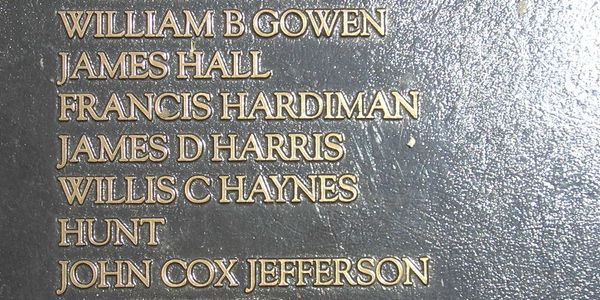 WILLIAM B GOWEN
JAMES HALL
FRANCIS HARDIMAN
JAMES D HARRIS
WILLIS C HAYNES
HUNT
JOHN COX JEFFERSON